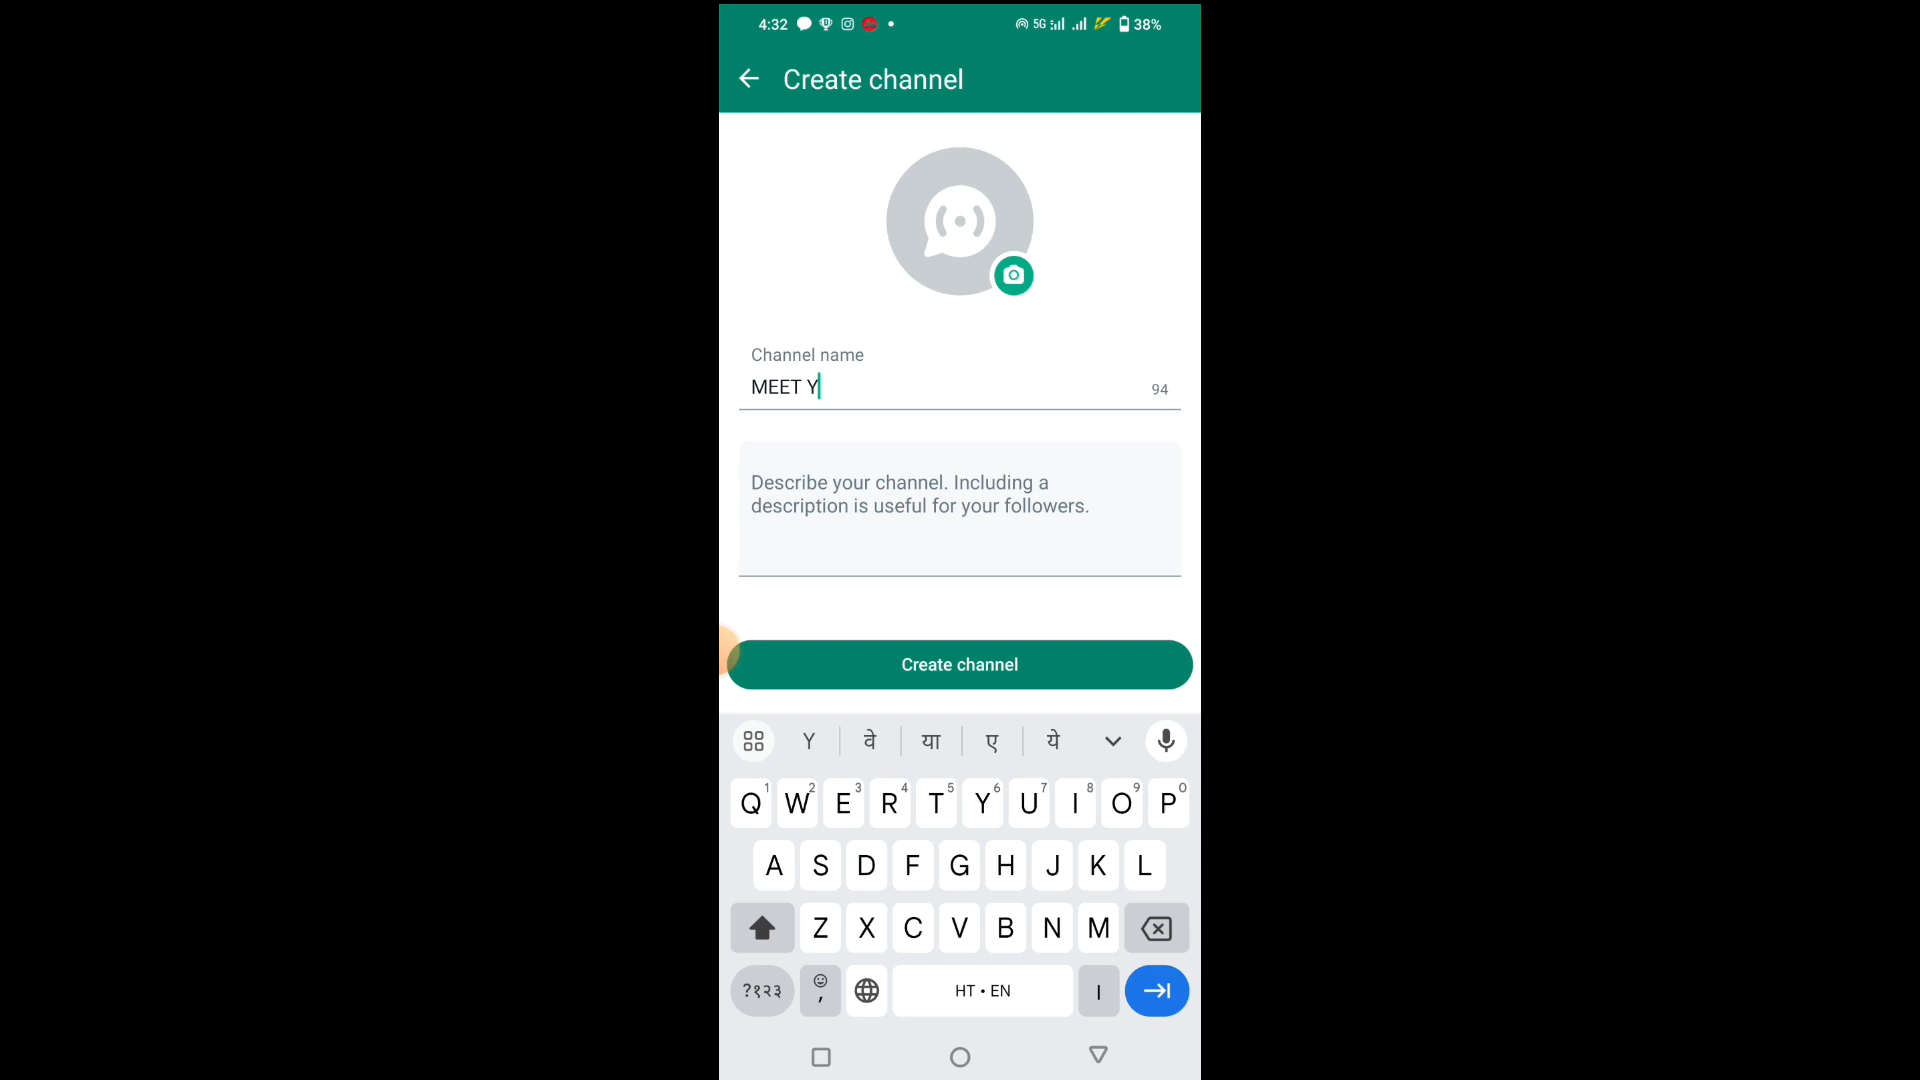 4:32 5G 38%
Create channel
Channel name
MEET Y 94
Describe your channel. Including a
description is useful for your followers.
Create channel
Y वे या ए ये
Q1 W2 E3 R4 T5 Y6 U7 I8 O9 P0
A S D F G H J K L
Z X C V B N M
?१२३ , HT • EN ।